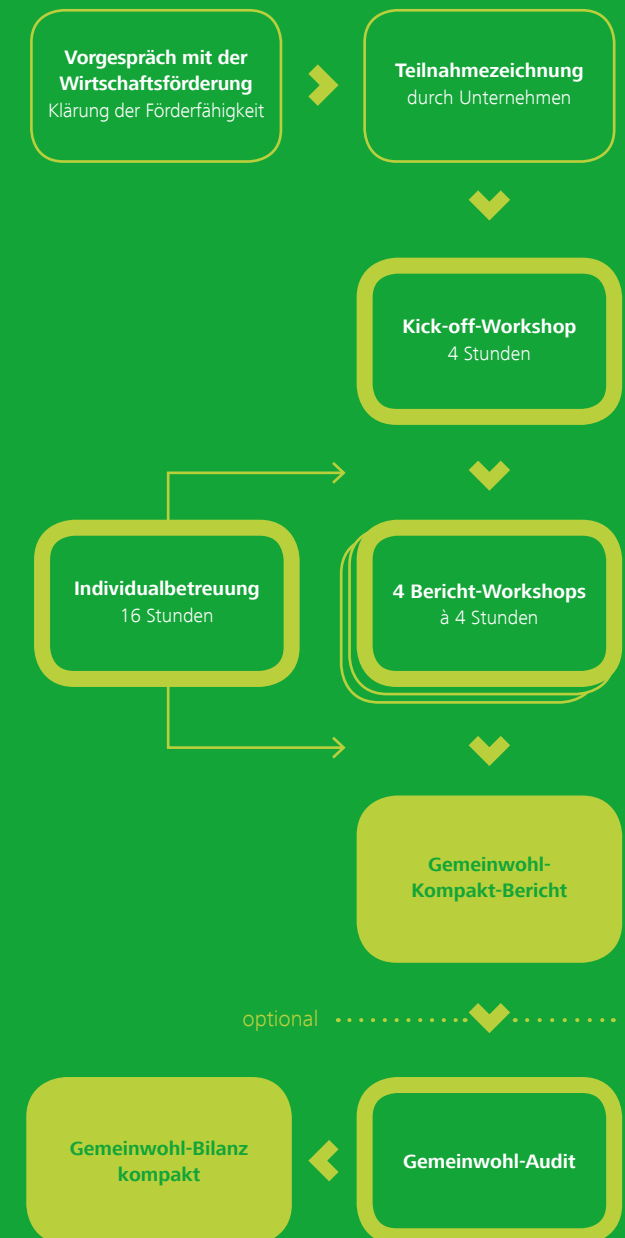 Vorgespräch mit der
Wirtschaftsförderung
Klärung der Förderfähigkeit
Teilnahmezeichnung
durch Unternehmen
Kick-off-Workshop
4 Stunden
Individualbetreuung
16 Stunden
4 Bericht-Workshops
à 4 Stunden
Gemeinwohl-
Kompakt-Bericht
optional
Gemeinwohl-Audit
Gemeinwohl-Bilanz
kompakt